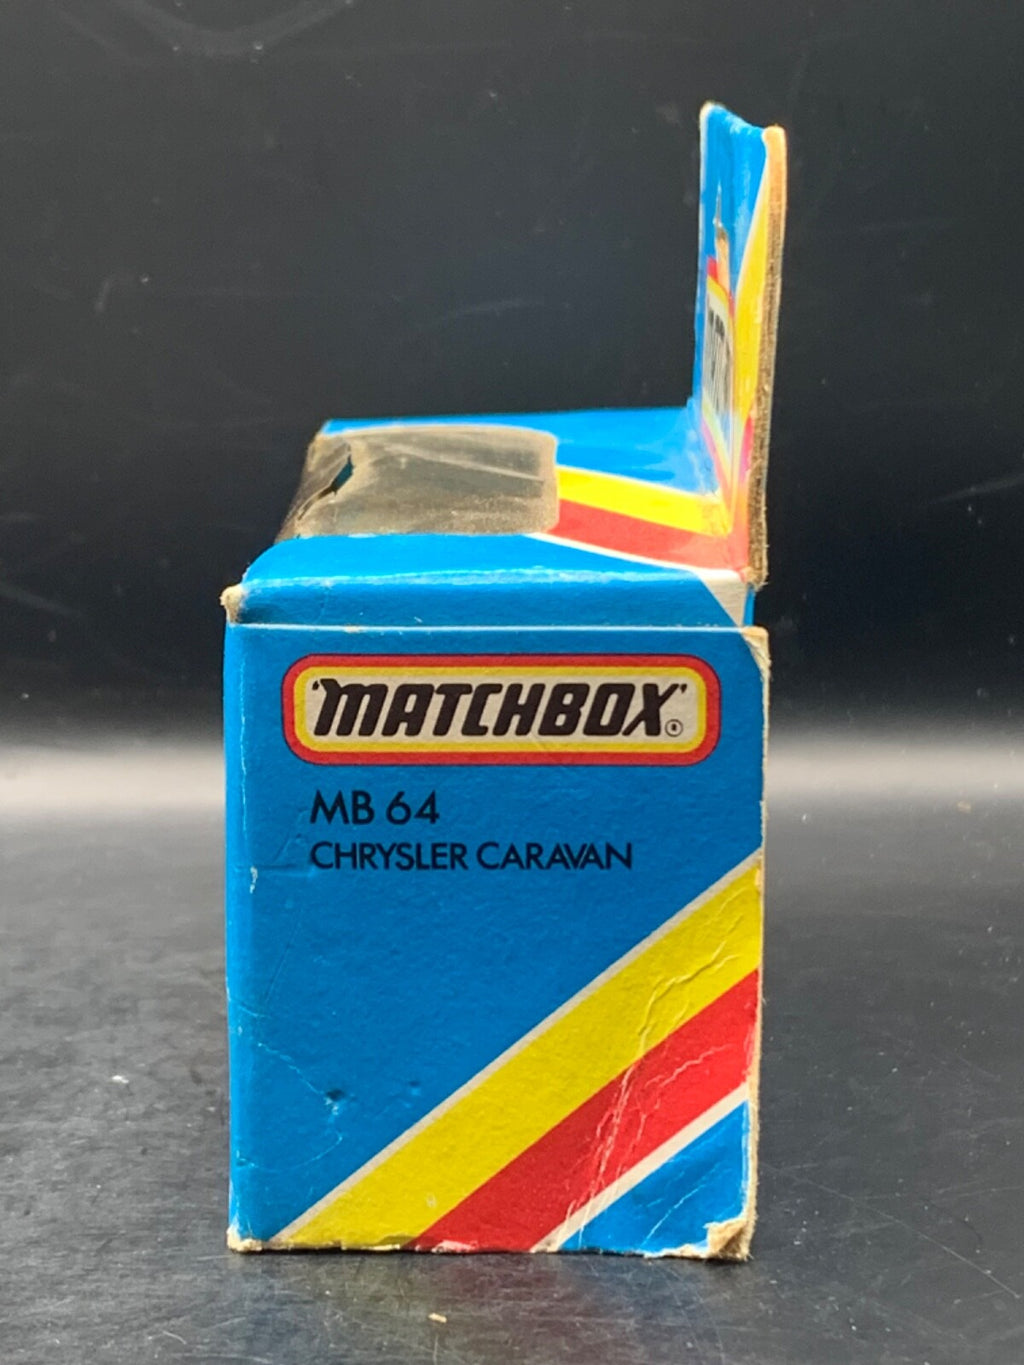 'MATCHBOX'®
MB 64
CHRYSLER CARAVAN